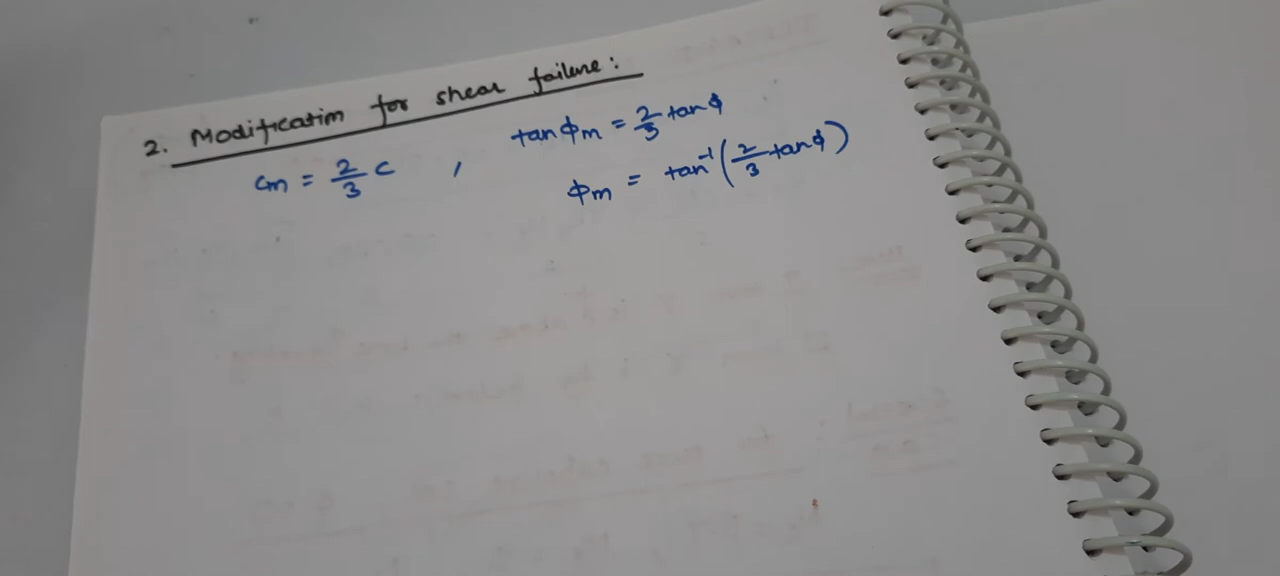 2. Modification for shear failure:
cm = 2/3 c , tan ϕm = 2/3 tan ϕ
ϕm = tan⁻¹(2/3 tan ϕ)